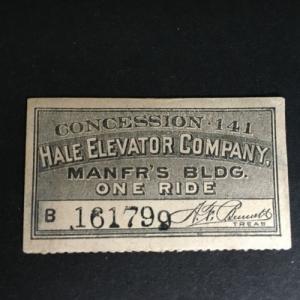 CONCESSION 141
HALE ELEVATOR COMPANY,
MANFR'S BLDG.
ONE RIDE
B 161799
TREAS